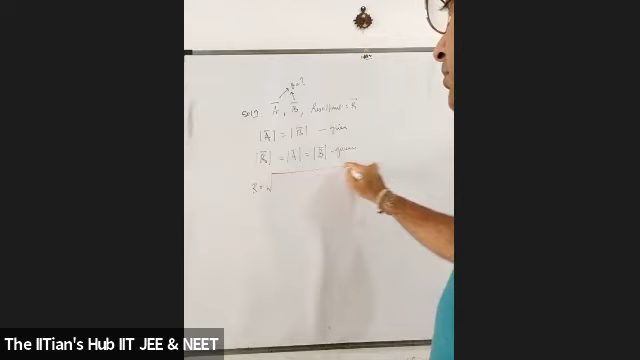 θ=?
Sol?. A, B, Resultant = R
|A| = |B| - given
|R| = |A| = |B| - given
R = √
The IITian's Hub IIT JEE & NEET